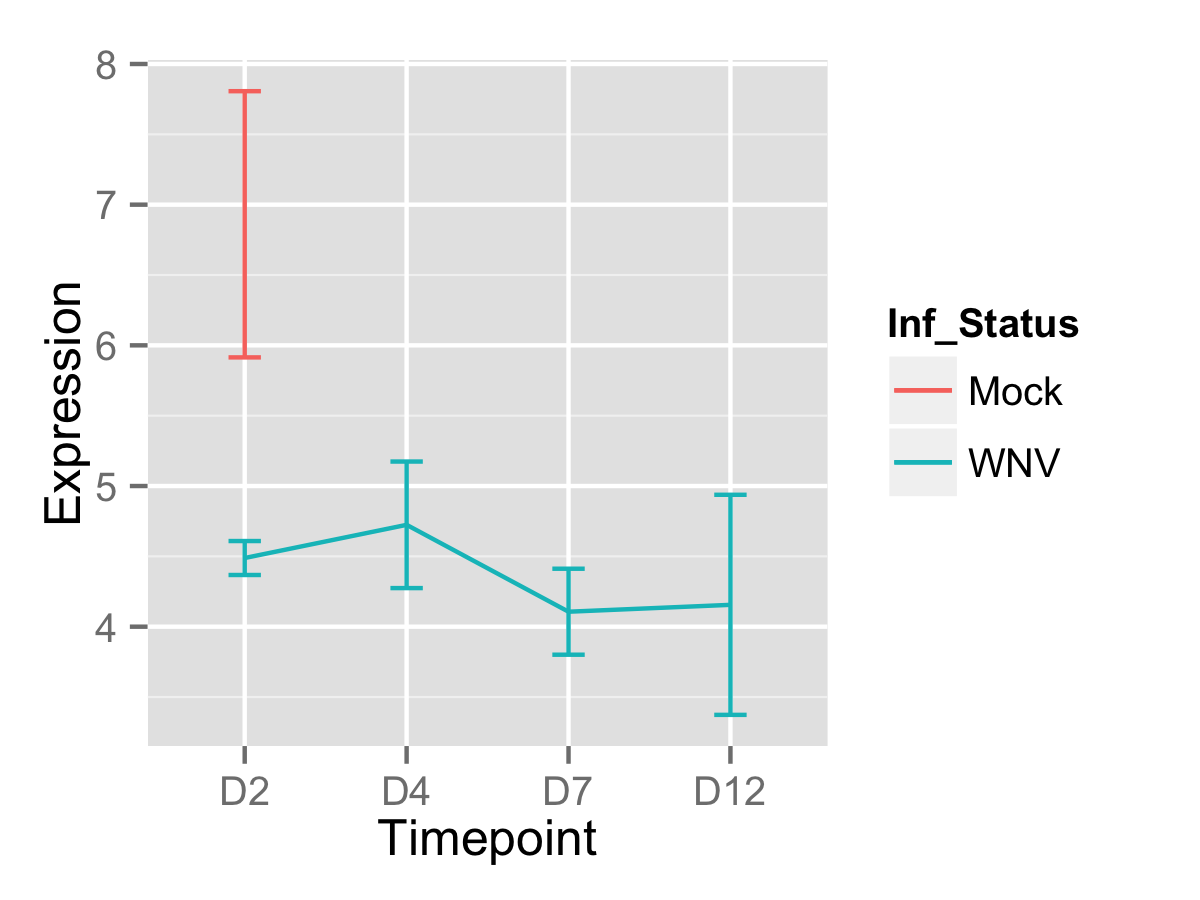 8
7
6
5
4
Expression
D2 D4 D7 D12
Timepoint
Inf_Status
Mock
WNV